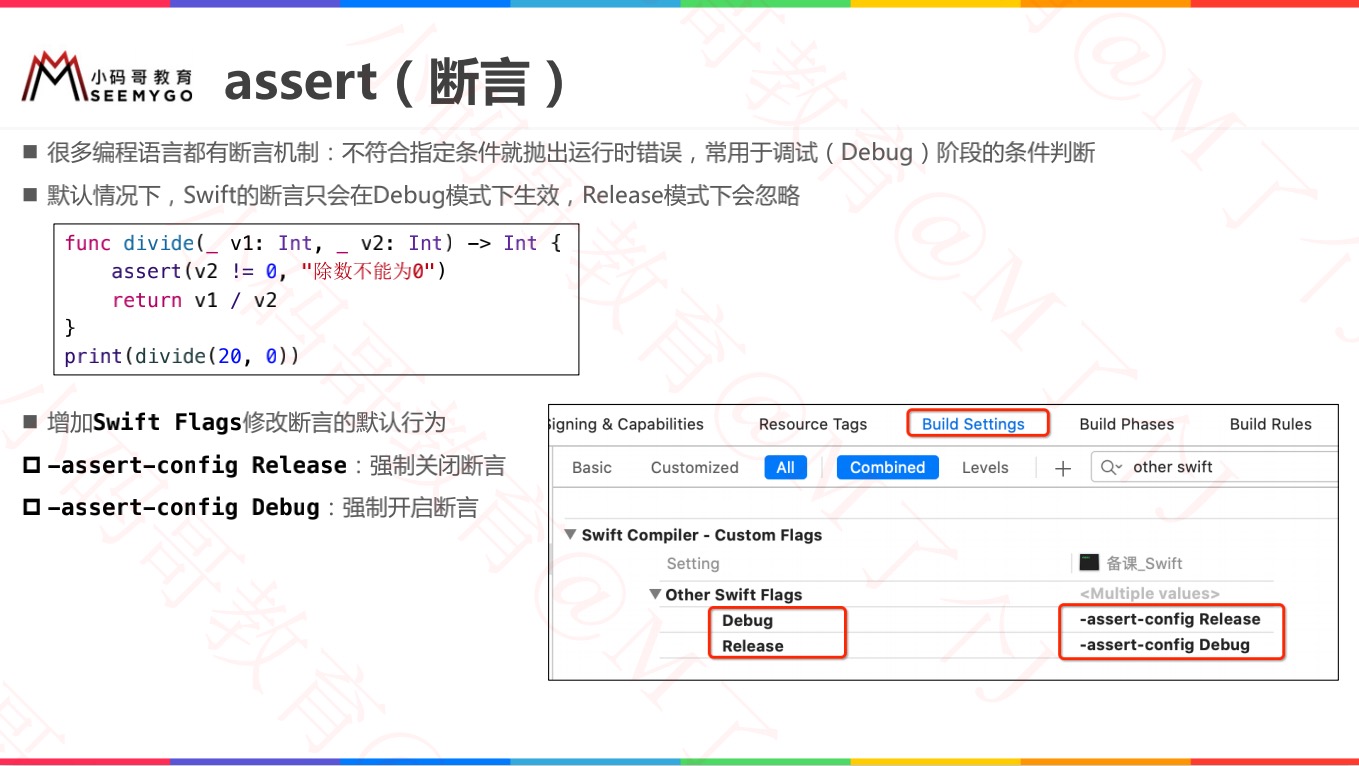 小码哥教育
SEEMYGO
assert（断言）
■ 很多编程语言都有断言机制：不符合指定条件就抛出运行时错误，常用于调试（Debug）阶段的条件判断
■ 默认情况下，Swift的断言只会在Debug模式下生效，Release模式下会忽略
func divide(_ v1: Int, _ v2: Int) -> Int {
    assert(v2 != 0, "除数不能为0")
    return v1 / v2
}
print(divide(20, 0))
■ 增加Swift Flags修改断言的默认行为
-assert-config Release：强制关闭断言
-assert-config Debug：强制开启断言
igning & Capabilities Resource Tags Build Settings Build Phases Build Rules
Basic Customized All Combined Levels + other swift
Swift Compiler - Custom Flags
Setting 备课_Swift
Other Swift Flags <Multiple values>
Debug -assert-config Release
Release -assert-config Debug
小码哥教育@M了个J